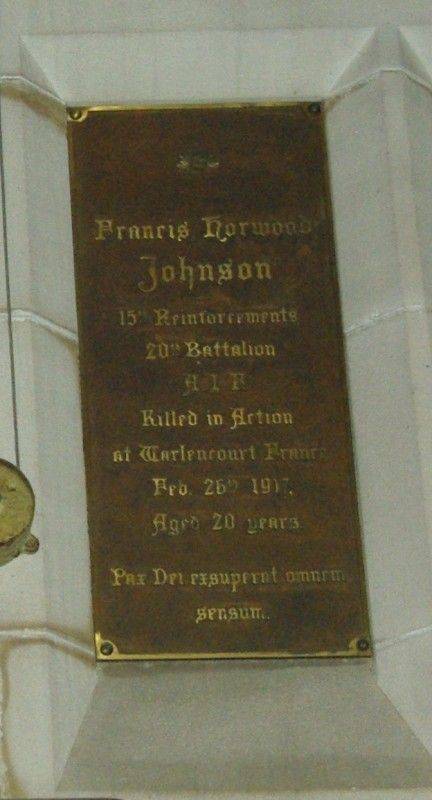 Francis Norwood
Johnson
15th Reinforcements
20th Battalion
A I F
Killed in Action
at Warlencourt France
Feb. 26th 1917.
Aged 20 years.
Pax Dei exsuperat omnem
sensum.